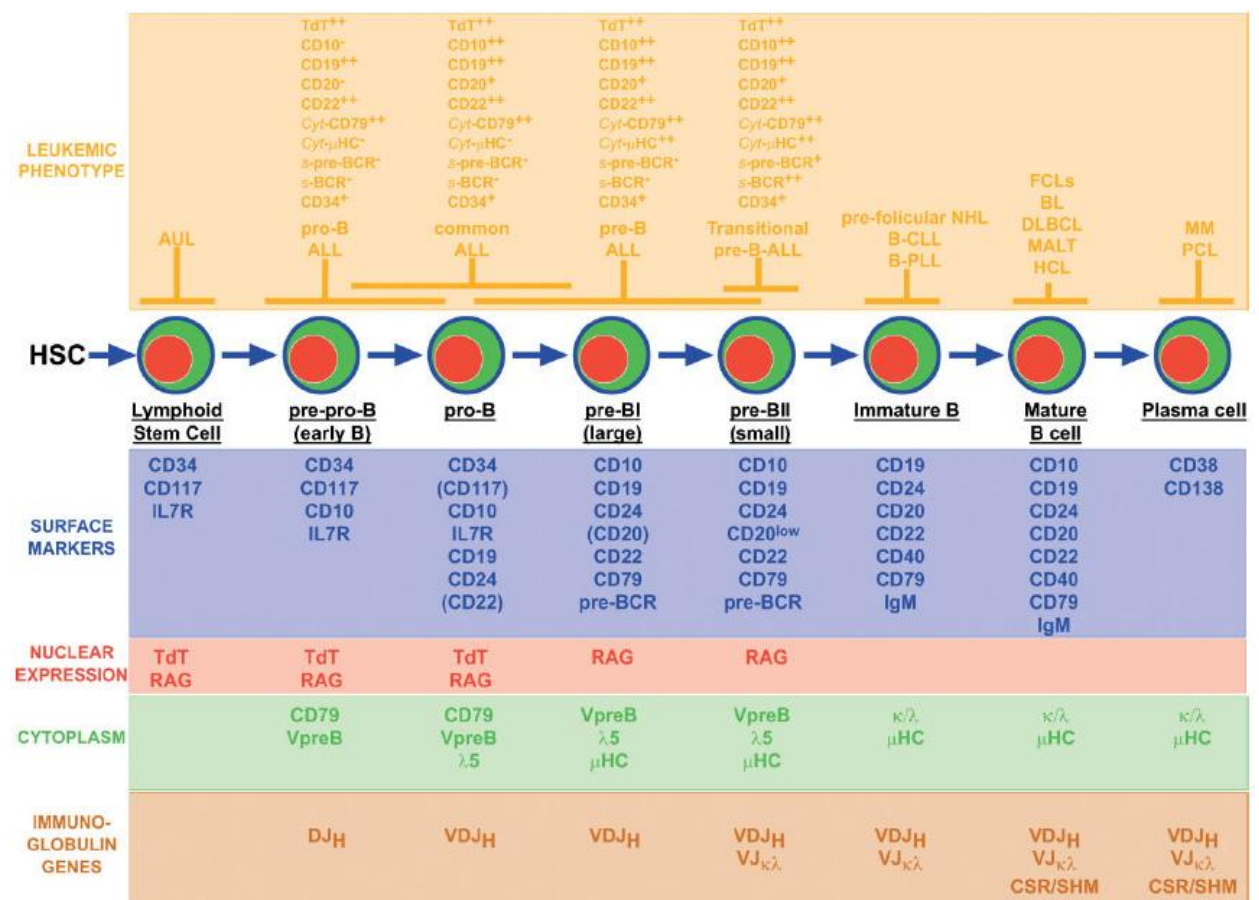 LEUKEMIC
PHENOTYPE
AUL
TdT++
CD10-
CD19++
CD20-
CD22++
Cyt-CD79++
Cyt-μHC-
s-pre-BCR-
s-BCR-
CD34+
pro-B
ALL
TdT++
CD10++
CD19++
CD20+
CD22++
Cyt-CD79++
Cyt-μHC-
s-pre-BCR-
s-BCR-
CD34+
common
ALL
TdT++
CD10++
CD19++
CD20+
CD22++
Cyt-CD79++
Cyt-μHC++
s-pre-BCR-
s-BCR-
CD34+
pre-B
ALL
TdT++
CD10++
CD19++
CD20+
CD22++
Cyt-CD79++
Cyt-μHC++
s-pre-BCR+
s-BCR++
CD34+
Transitional
pre-B-ALL
pre-folicular NHL
B-CLL
B-PLL
FCLs
BL
DLBCL
MALT
HCL
MM
PCL
HSC
Lymphoid
Stem Cell
pre-pro-B
(early B)
pro-B
pre-BI
(large)
pre-BII
(small)
Immature B
Mature
B cell
Plasma cell
SURFACE
MARKERS
CD34
CD117
IL7R
CD34
CD117
CD10
IL7R
CD34
(CD117)
CD10
IL7R
CD19
CD24
(CD22)
CD10
CD19
CD24
(CD20)
CD22
CD79
pre-BCR
CD10
CD19
CD24
CD20low
CD22
CD79
pre-BCR
CD19
CD24
CD20
CD22
CD40
CD79
IgM
CD10
CD19
CD24
CD20
CD22
CD40
CD79
IgM
CD38
CD138
NUCLEAR
EXPRESSION
TdT
RAG
TdT
RAG
TdT
RAG
RAG
RAG
CYTOPLASM
CD79
VpreB
CD79
VpreB
λ5
VpreB
λ5
μHC
VpreB
λ5
μHC
κ/λ
μHC
κ/λ
μHC
κ/λ
μHC
IMMUNO-
GLOBULIN
GENES
DJH
VDJH
VDJH
VDJH
VJκλ
VDJH
VJκλ
VDJH
VJκλ
CSR/SHM
VDJH
VJκλ
CSR/SHM